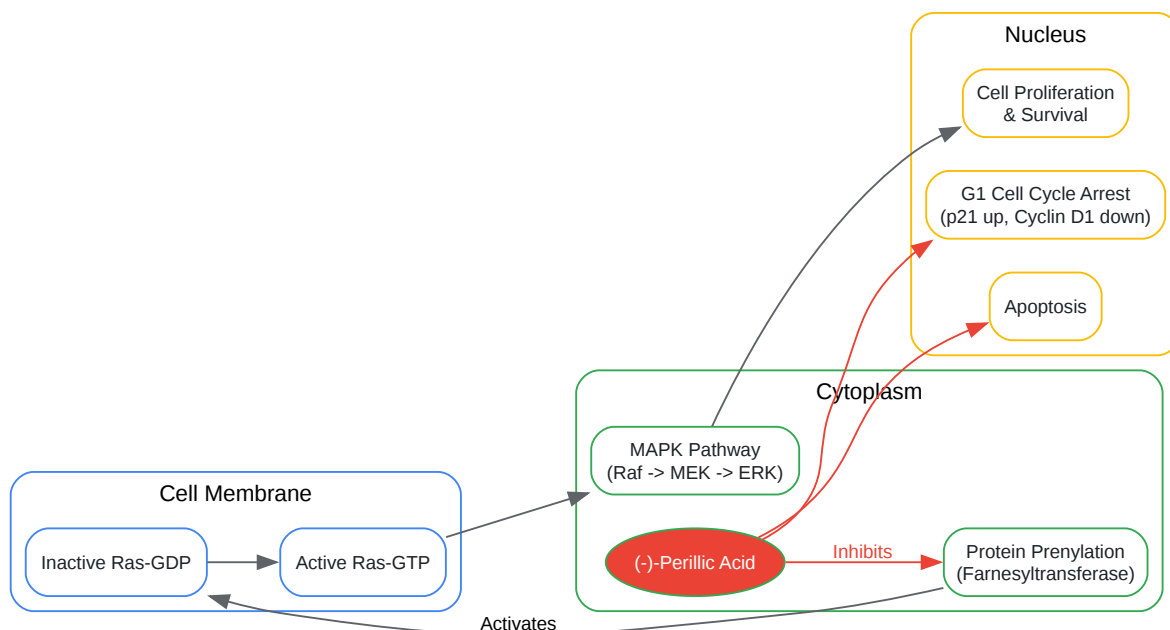 Nucleus
Cell Proliferation
& Survival
G1 Cell Cycle Arrest
(p21 up, Cyclin D1 down)
Apoptosis
Cytoplasm
MAPK Pathway
(Raf -> MEK -> ERK)
Cell Membrane
Inactive Ras-GDP
Active Ras-GTP
(-)-Perillic Acid
Inhibits
Protein Prenylation
(Farnesyltransferase)
Activates